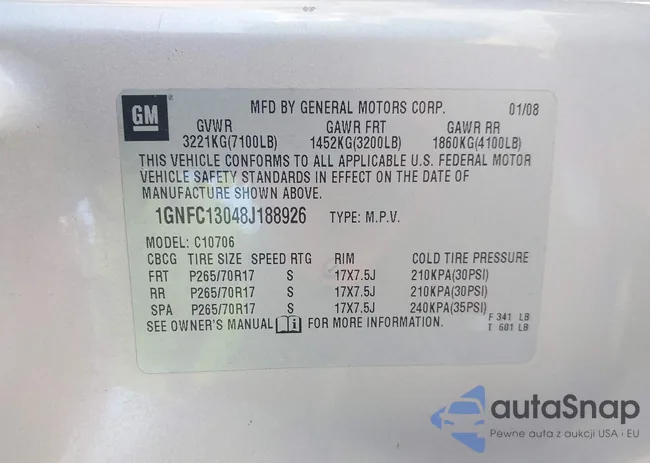 GM
MFD BY GENERAL MOTORS CORP. 01/08
GVWR GAWR FRT GAWR RR
3221KG(7100LB) 1452KG(3200LB) 1860KG(4100LB)
THIS VEHICLE CONFORMS TO ALL APPLICABLE U.S. FEDERAL MOTOR
VEHICLE SAFETY STANDARDS IN EFFECT ON THE DATE OF
MANUFACTURE SHOWN ABOVE.
1GNFC13048J188926 TYPE: M.P.V.
MODEL: C10706
CBCG TIRE SIZE SPEED RTG RIM COLD TIRE PRESSURE
FRT P265/70R17 S 17X7.5J 210KPA(30PSI)
RR P265/70R17 S 17X7.5J 210KPA(30PSI)
SPA P265/70R17 S 17X7.5J 240KPA(35PSI)
SEE OWNER'S MANUAL FOR MORE INFORMATION.
F 341 LB
T 601 LB
autaSnap
Pewne auta z aukcji USA i EU